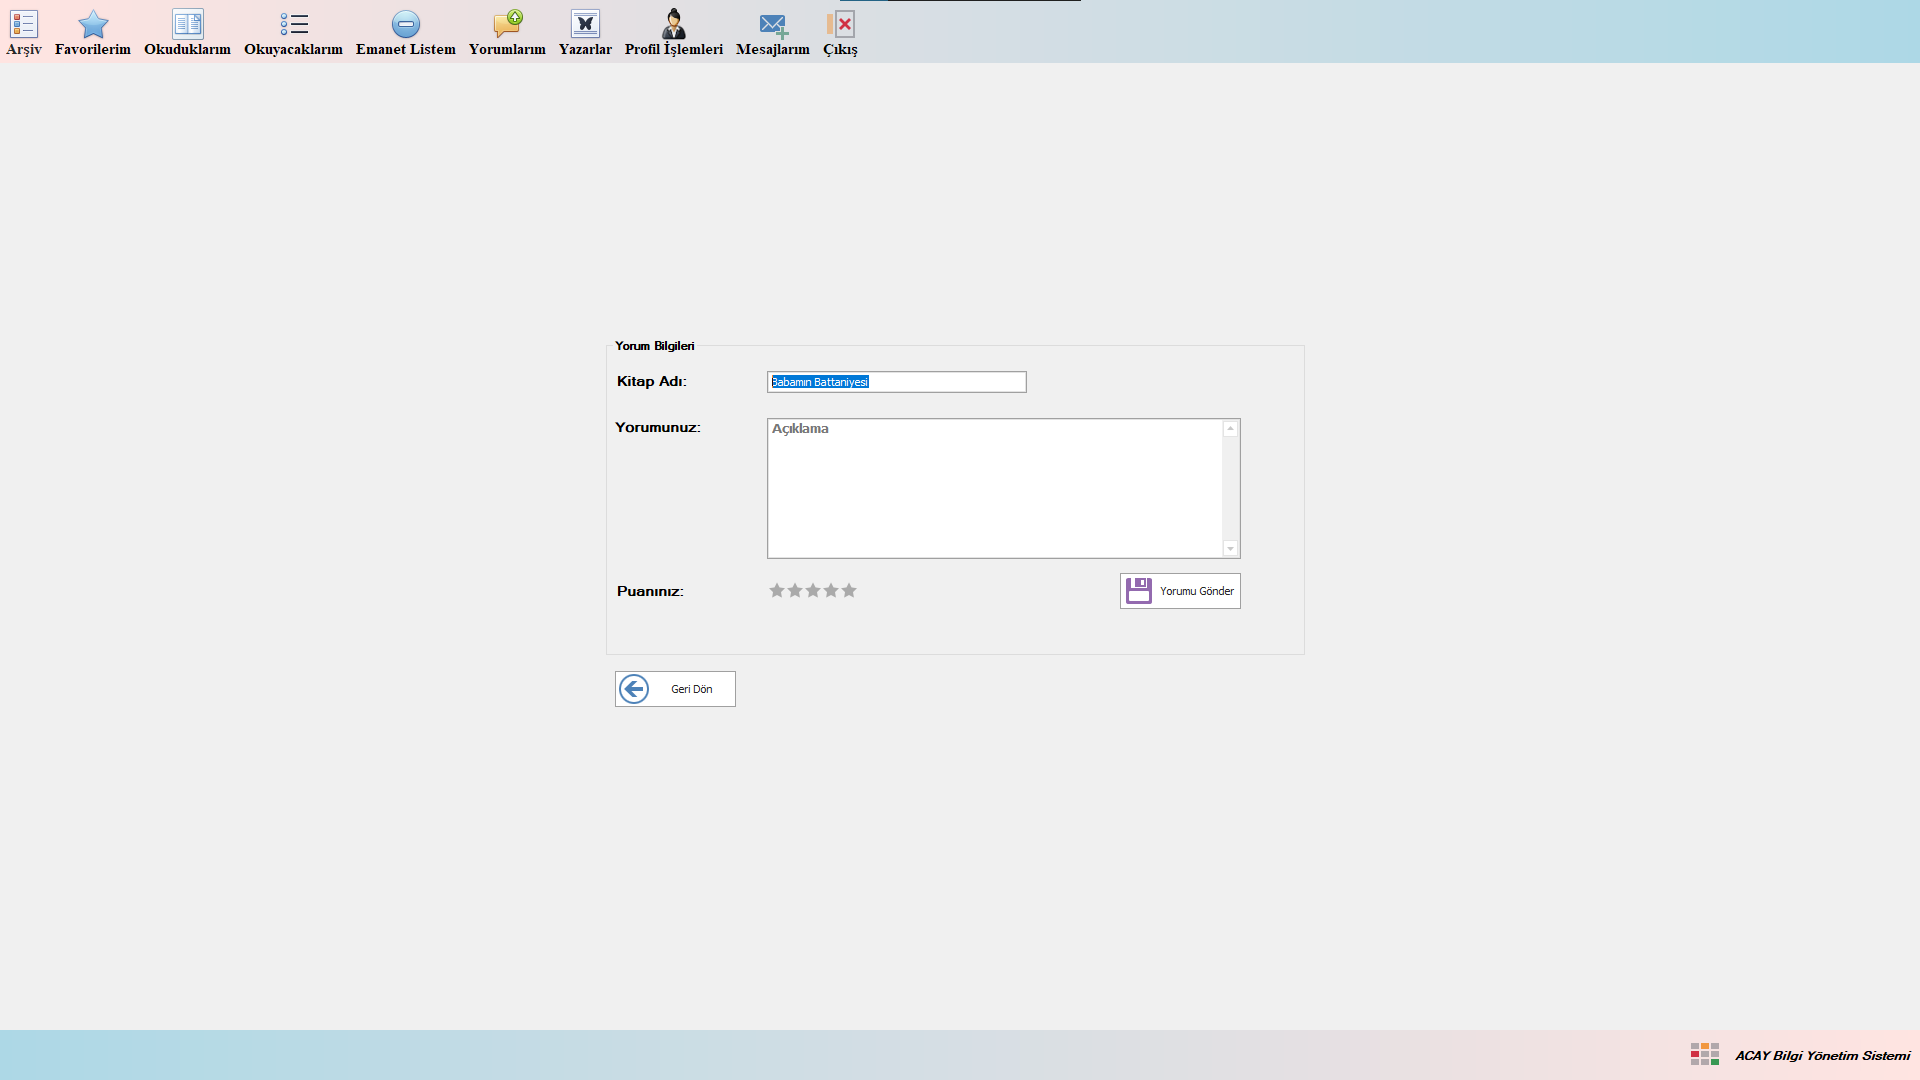 Arşiv Favorilerim Okuduklarım Okuyacaklarım Emanet Listem Yorumlarım Yazarlar Profil İşlemleri Mesajlarım Çıkış
Yorum Bilgileri
Kitap Adı: Babamın Battaniyesi
Yorumunuz: Açıklama
Puanınız: Yorumu Gönder
Geri Dön
ACAY Bilgi Yönetim Sistemi